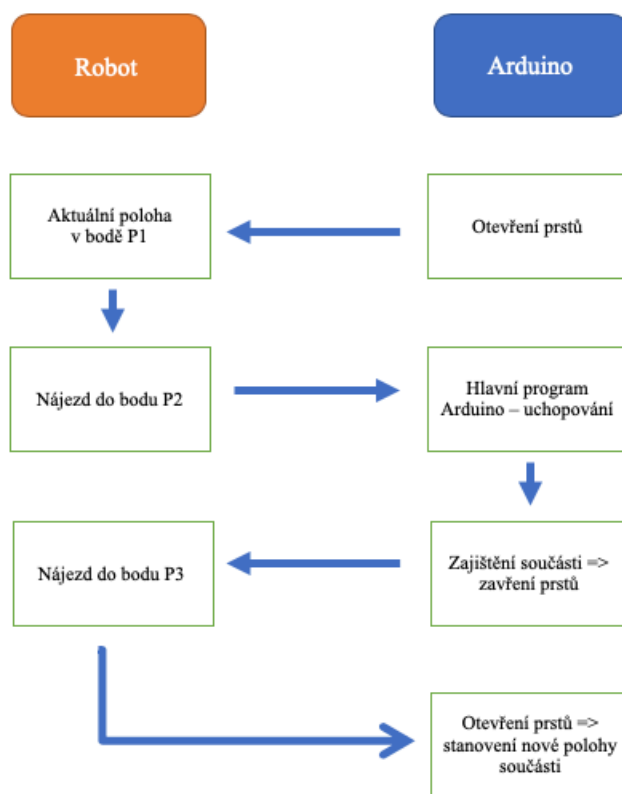 Robot
Arduino
Aktuální poloha
v bodě P1
Otevření prstů
Nájezd do bodu P2
Hlavní program
Arduino – uchopování
Nájezd do bodu P3
Zajištění součásti =>
zavření prstů
Otevření prstů =>
stanovení nové polohy
součásti